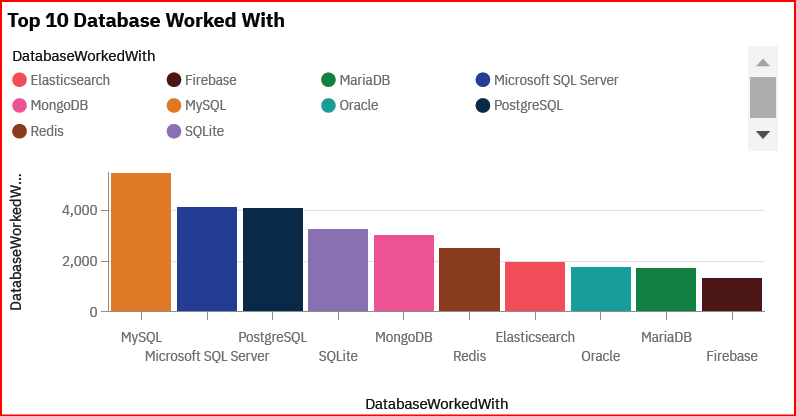 Top 10 Database Worked With
DatabaseWorkedWith
Elasticsearch Firebase MariaDB Microsoft SQL Server
MongoDB MySQL Oracle PostgreSQL
Redis SQLite
DatabaseWorkedW...
4,000
2,000
0
MySQL PostgreSQL MongoDB Elasticsearch MariaDB
Microsoft SQL Server SQLite Redis Oracle Firebase
DatabaseWorkedWith